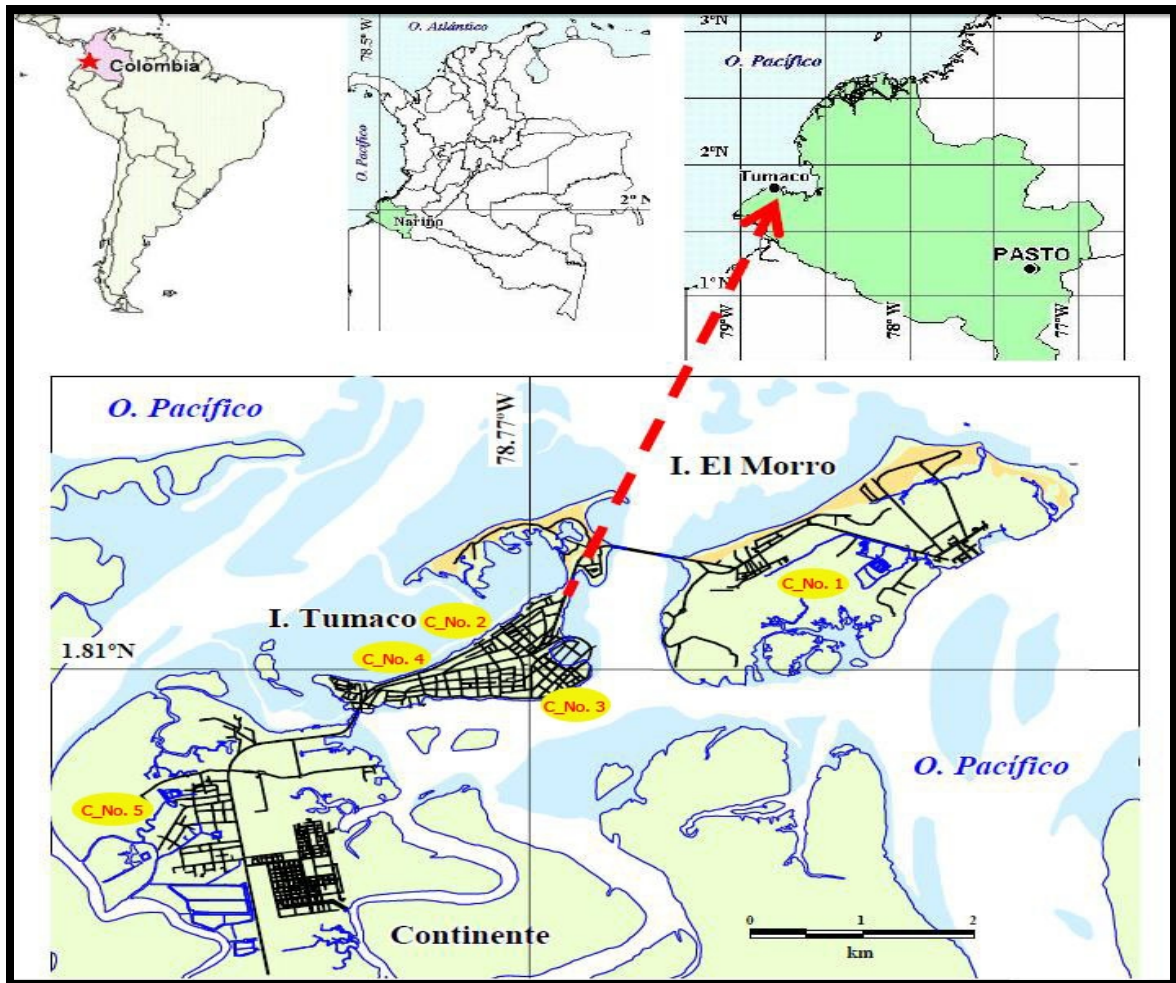 Colombia
O. Atlántico
78.5° W
O. Pacífico
2° N
Nariño
3°N
O. Pacífico
2°N
Tumaco
PASTO
1°N
79°W
78°W
77°W
O. Pacífico
78.77°W
I. El Morro
C_No. 1
I. Tumaco
C_No. 2
1.81°N
C_No. 4
C_No. 3
O. Pacífico
C_No. 5
Continente
0 1 2
km